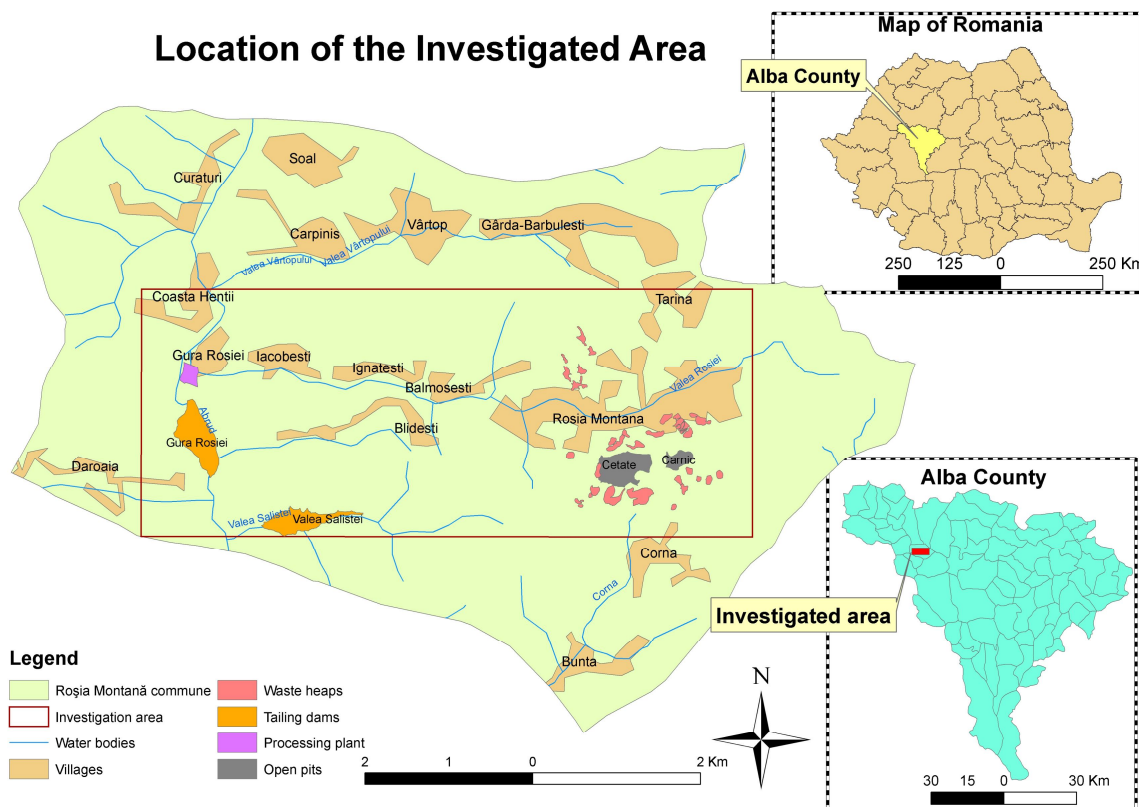 Location of the Investigated Area
Map of Romania
Alba County
250 125 0 250 Km
Soal
Curaturi
Vârtop
Gârda-Barbulesti
Carpinis
Valea Vârtopului
Valea Vârtopului
Coasta Hentii
Tarina
Gura Rosiei
Iacobesti
Ignatesti
Balmosesti
Valea Rosiei
Abrud
Rosia Montana
Blidesti
Gura Rosiei
Daroaia
Cetate
Carnic
Valea Salistei
Valea Salistei
Corna
Corna
Bunta
Alba County
Investigated area
30 15 0 30 Km
Legend
Roşia Montană commune
Investigation area
Water bodies
Villages
Waste heaps
Tailing dams
Processing plant
Open pits
N
2 1 0 2 Km